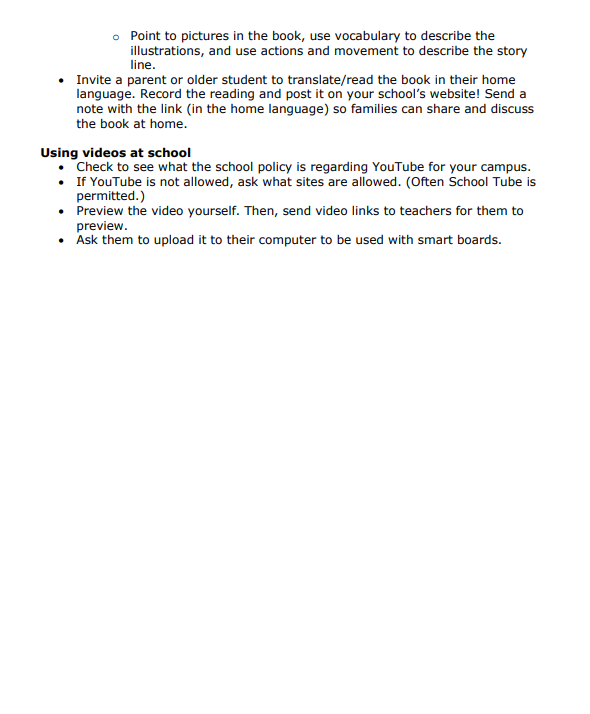 o Point to pictures in the book, use vocabulary to describe the
illustrations, and use actions and movement to describe the story
line.
• Invite a parent or older student to translate/read the book in their home
language. Record the reading and post it on your school’s website! Send a
note with the link (in the home language) so families can share and discuss
the book at home.
Using videos at school
• Check to see what the school policy is regarding YouTube for your campus.
• If YouTube is not allowed, ask what sites are allowed. (Often School Tube is
permitted.)
• Preview the video yourself. Then, send video links to teachers for them to
preview.
• Ask them to upload it to their computer to be used with smart boards.